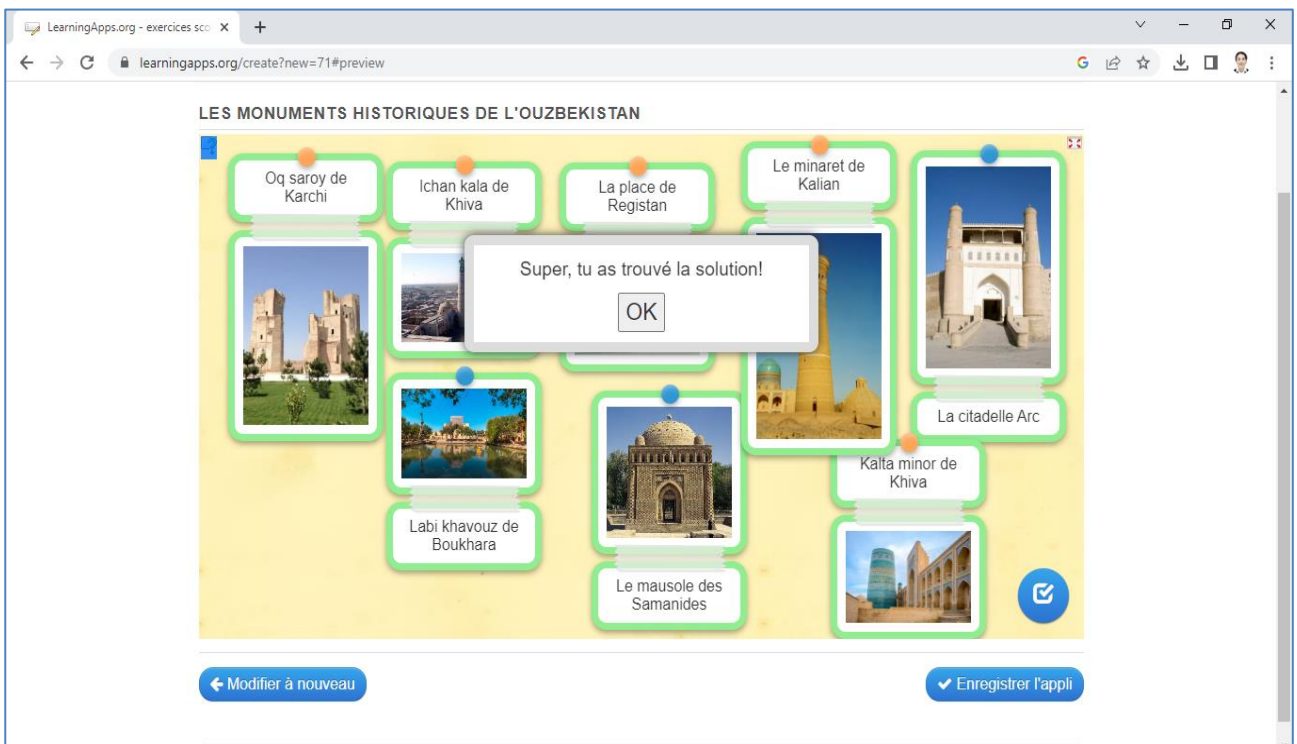 LearningApps.org - exercices sco
learningapps.org/create?new=71#preview
LES MONUMENTS HISTORIQUES DE L'OUZBEKISTAN
Oq saroy de
Karchi
Ichan kala de
Khiva
La place de
Registan
Le minaret de
Kalian
Super, tu as trouvé la solution!
OK
La citadelle Arc
Kalta minor de
Khiva
Labi khavouz de
Boukhara
Le mausole des
Samanides
Modifier à nouveau
Enregistrer l'appli